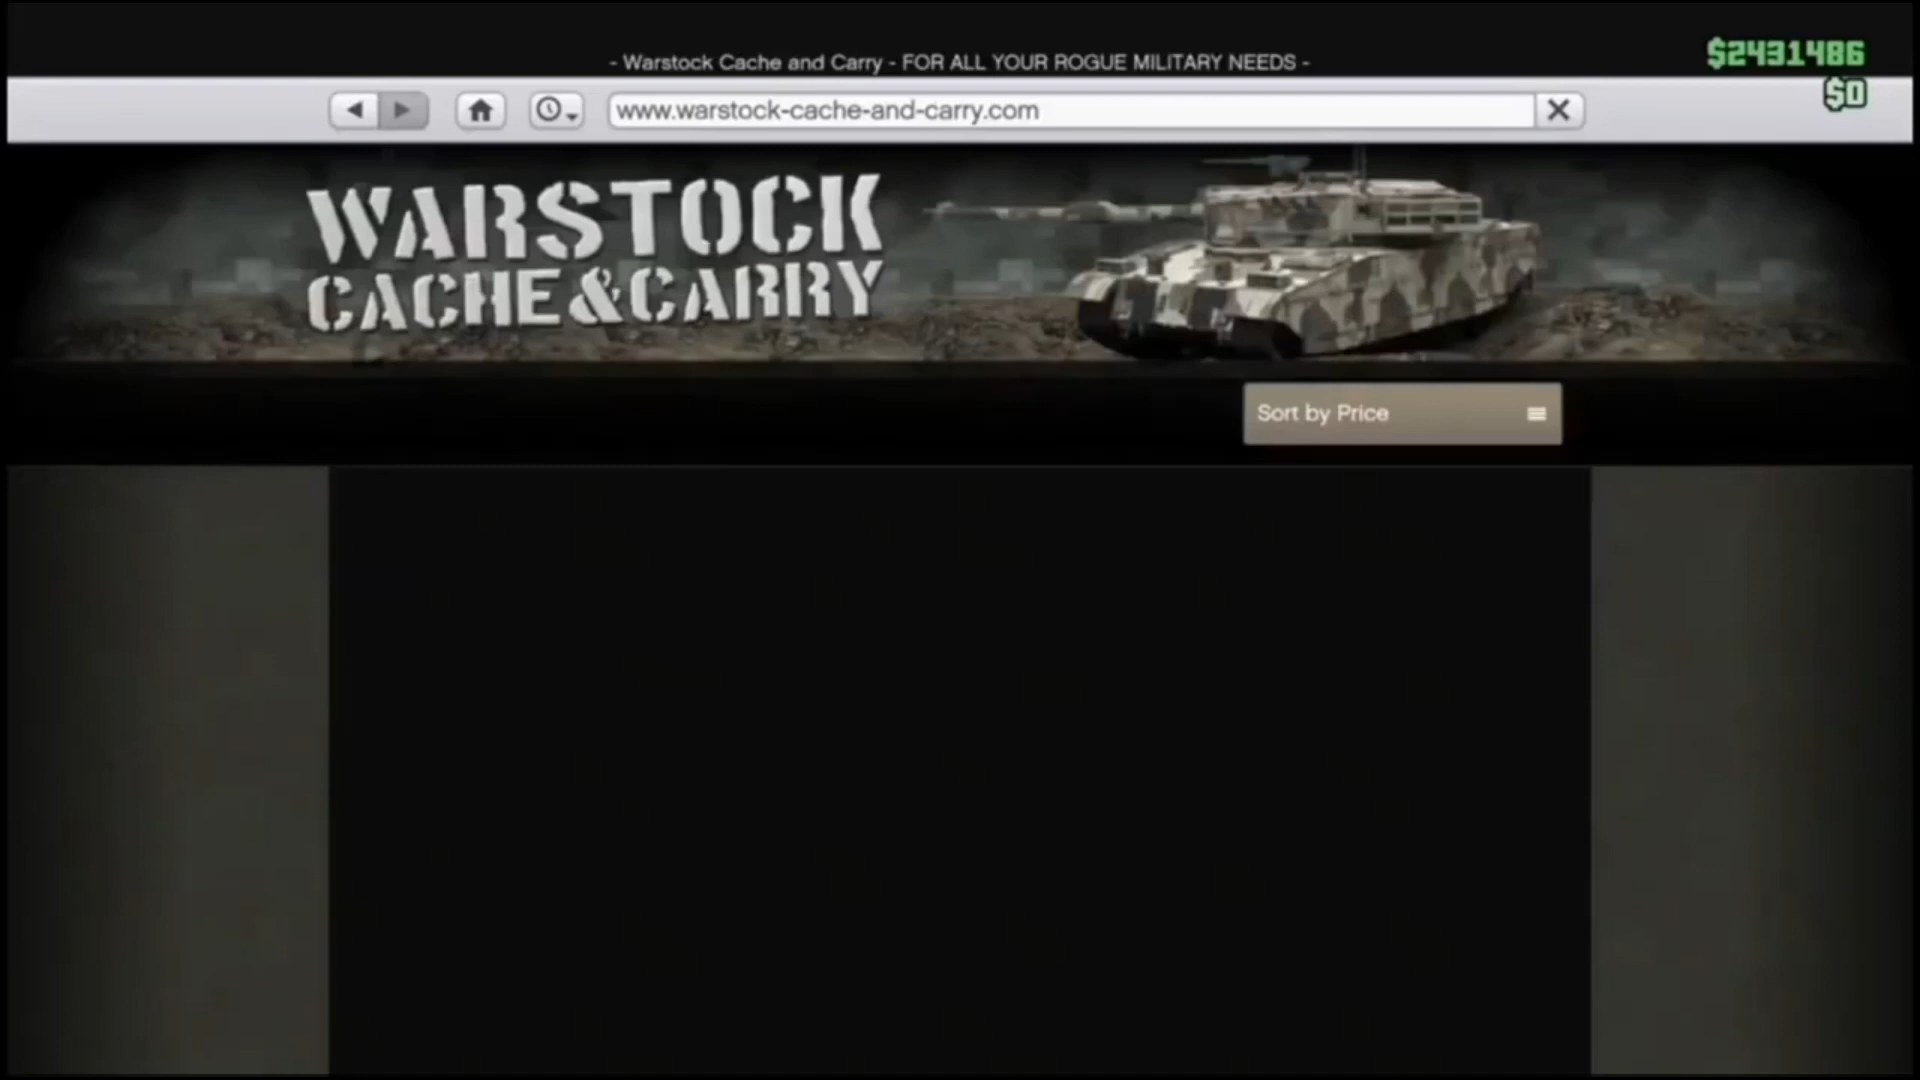 - Warstock Cache and Carry - FOR ALL YOUR ROGUE MILITARY NEEDS -
$2431486
$0
www.warstock-cache-and-carry.com
WARSTOCK
CACHE&CARRY
Sort by Price